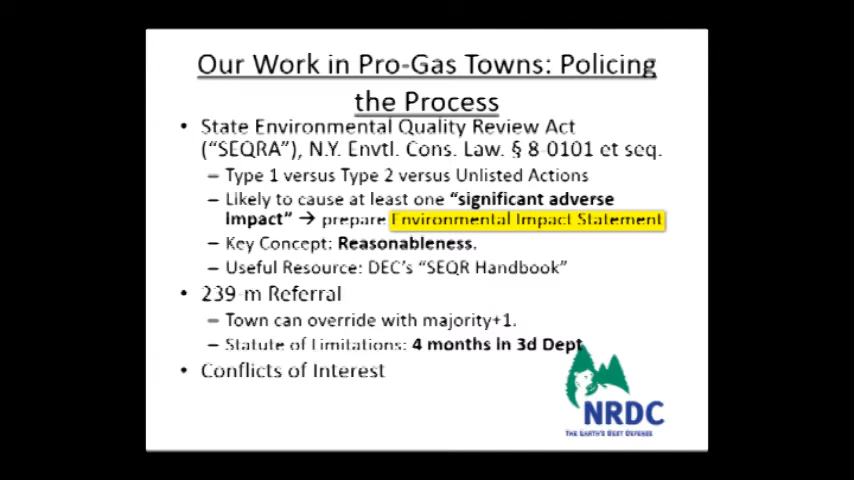 Our Work in Pro-Gas Towns: Policing
the Process
• State Environmental Quality Review Act
("SEQRA"), N.Y. Envtl. Cons. Law. § 8-0101 et seq.
– Type 1 versus Type 2 versus Unlisted Actions
– Likely to cause at least one "significant adverse
impact" → prepare Environmental Impact Statement
– Key Concept: Reasonableness.
– Useful Resource: DEC's "SEQR Handbook"
• 239-m Referral
– Town can override with majority+1.
– Statute of Limitations: 4 months in 3d Dept
• Conflicts of Interest
NRDC
THE EARTH'S BEST DEFENSE